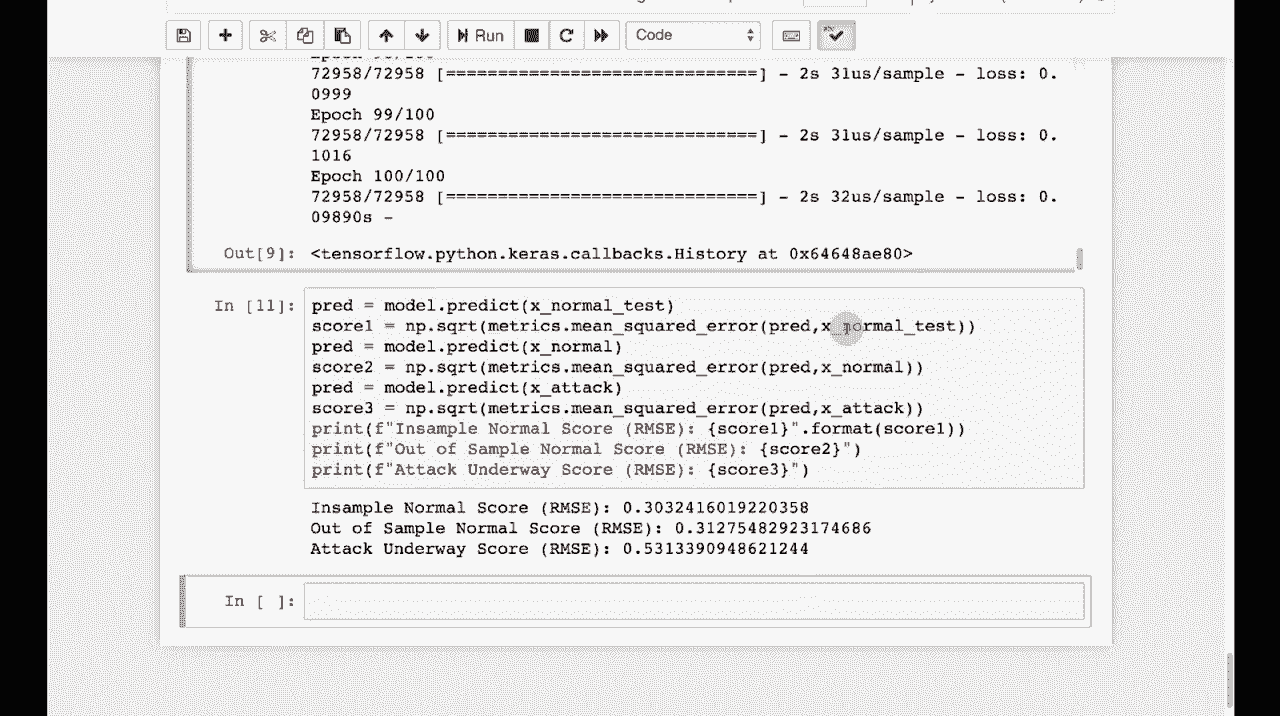 Run
Code
72958/72958 [==============================] - 2s 31us/sample - loss: 0.
0999
Epoch 99/100
72958/72958 [==============================] - 2s 31us/sample - loss: 0.
1016
Epoch 100/100
72958/72958 [==============================] - 2s 32us/sample - loss: 0.
09890s -
Out[9]: <tensorflow.python.keras.callbacks.History at 0x64648ae80>
In [11]: pred = model.predict(x_normal_test)
score1 = np.sqrt(metrics.mean_squared_error(pred,x_normal_test))
pred = model.predict(x_normal)
score2 = np.sqrt(metrics.mean_squared_error(pred,x_normal))
pred = model.predict(x_attack)
score3 = np.sqrt(metrics.mean_squared_error(pred,x_attack))
print(f"Insample Normal Score (RMSE): {score1}".format(score1))
print(f"Out of Sample Normal Score (RMSE): {score2}")
print(f"Attack Underway Score (RMSE): {score3}")
Insample Normal Score (RMSE): 0.3032416019220358
Out of Sample Normal Score (RMSE): 0.31275482923174686
Attack Underway Score (RMSE): 0.5313390948621244
In [ ]: